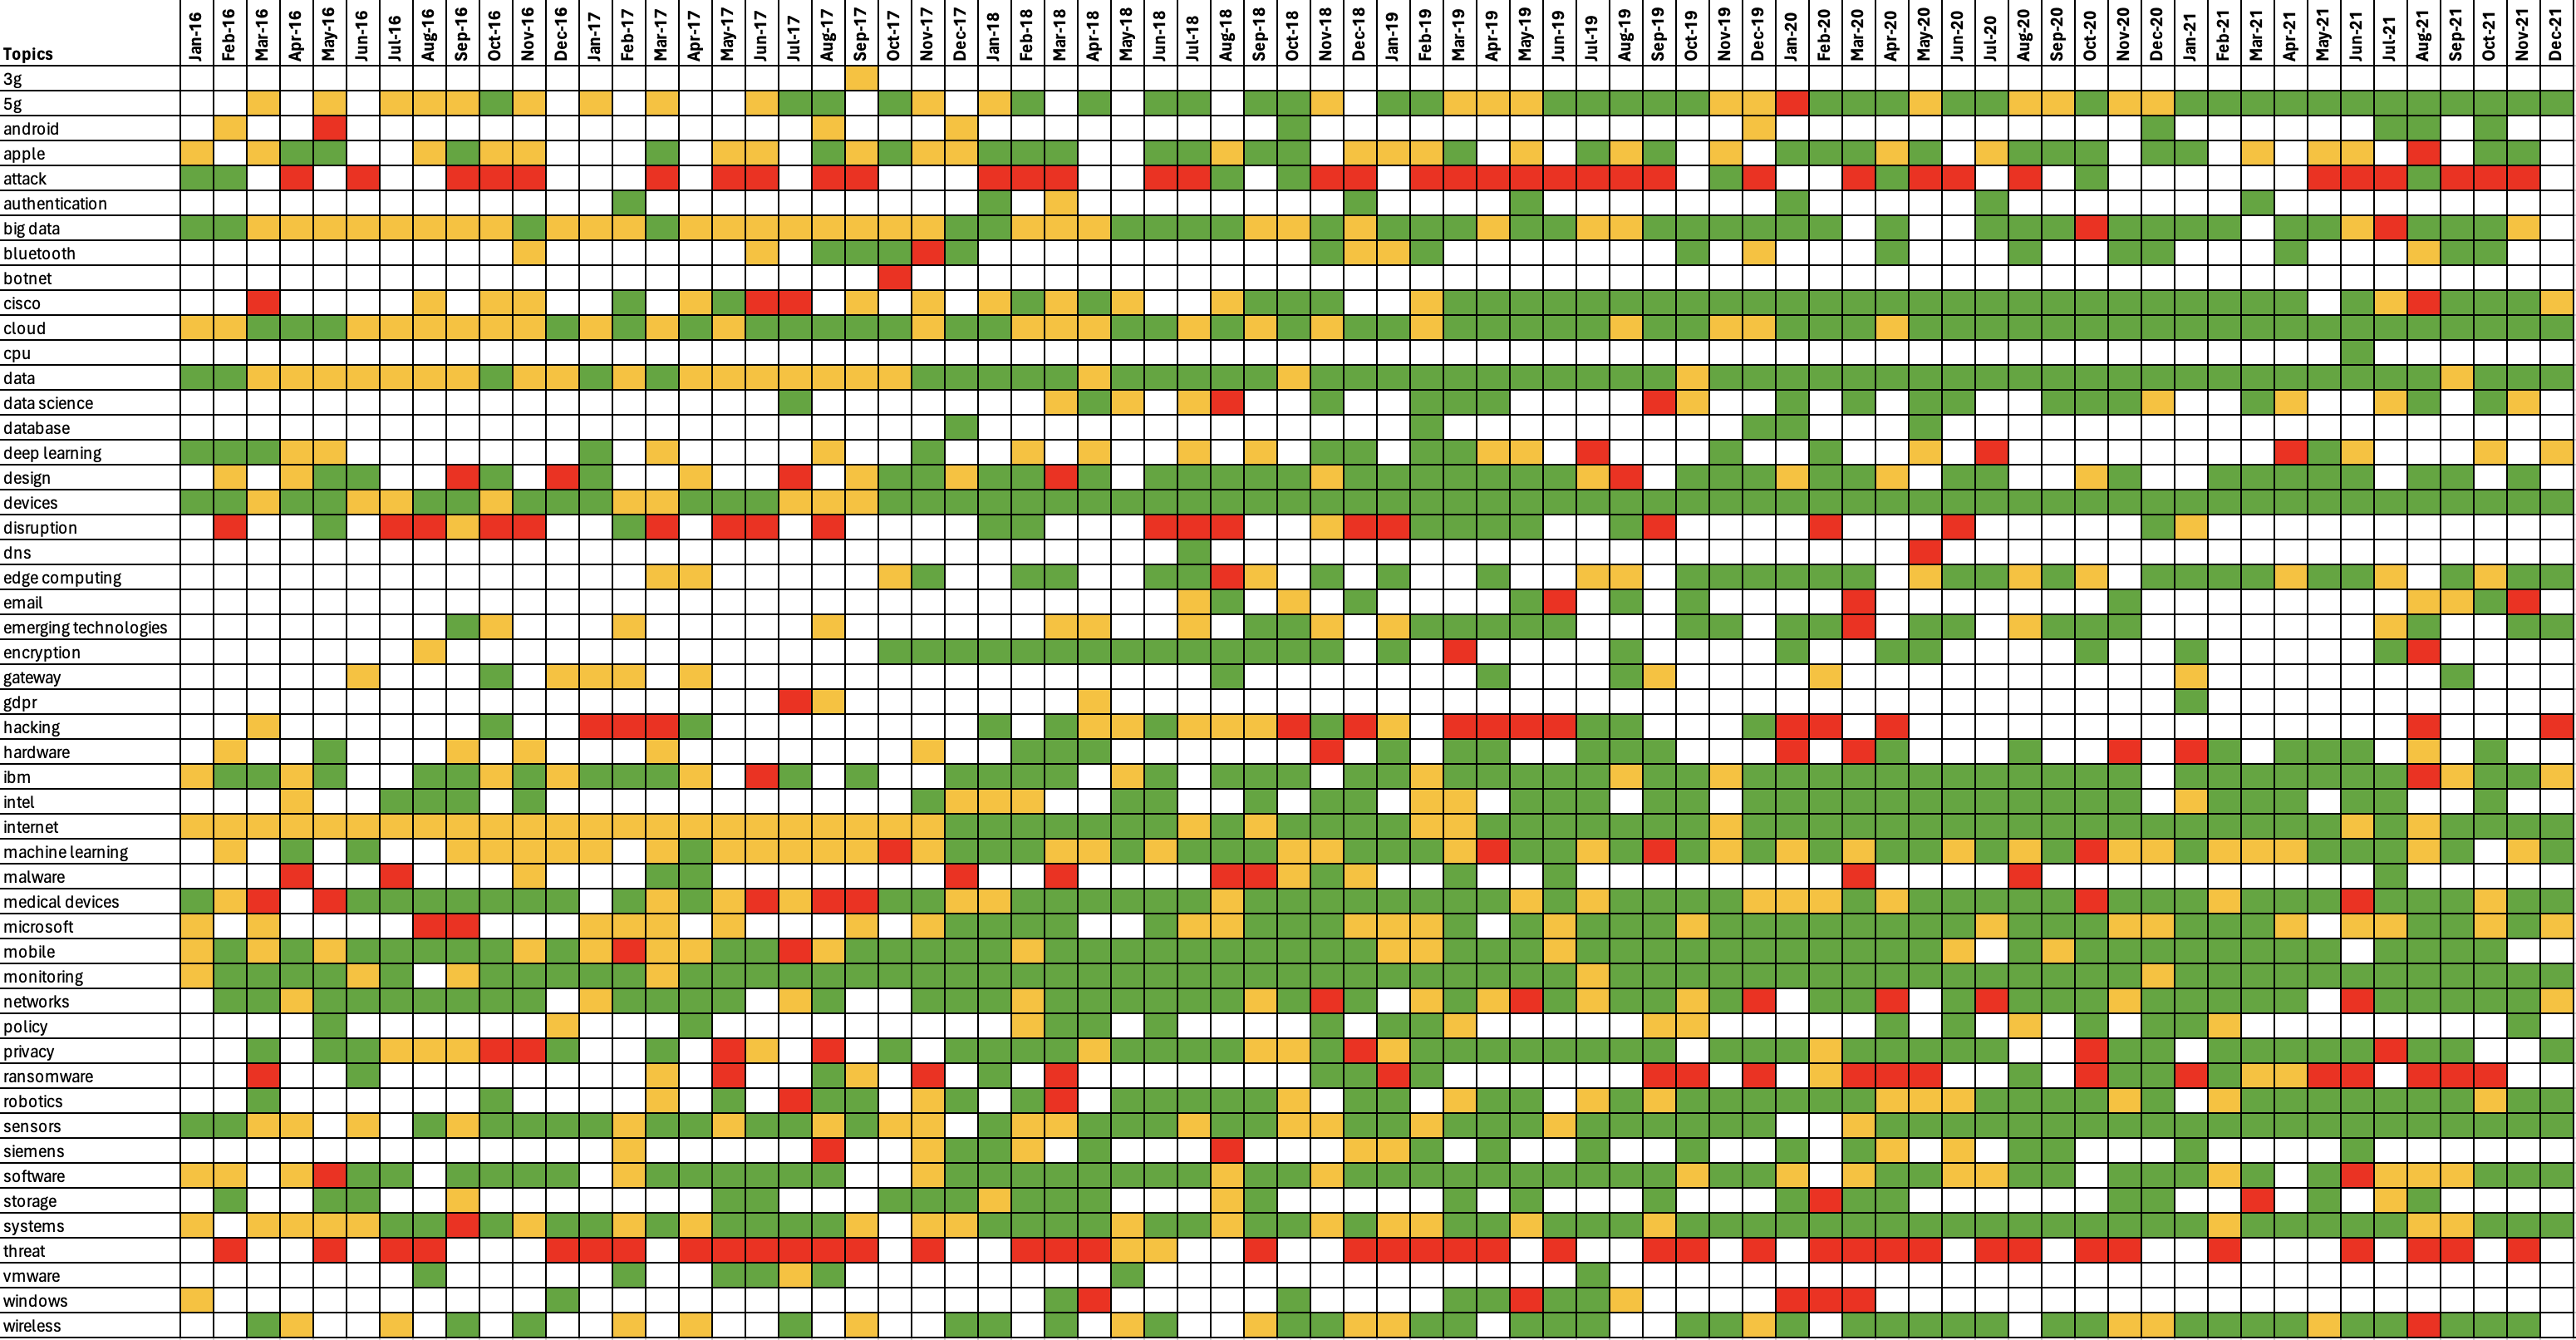 Topics Jan-16 Feb-16 Mar-16 Apr-16 May-16 Jun-16 Jul-16 Aug-16 Sep-16 Oct-16 Nov-16 Dec-16 Jan-17 Feb-17 Mar-17 Apr-17 May-17 Jun-17 Jul-17 Aug-17 Sep-17 Oct-17 Nov-17 Dec-17 Jan-18 Feb-18 Mar-18 Apr-18 May-18 Jun-18 Jul-18 Aug-18 Sep-18 Oct-18 Nov-18 Dec-18 Jan-19 Feb-19 Mar-19 Apr-19 May-19 Jun-19 Jul-19 Aug-19 Sep-19 Oct-19 Nov-19 Dec-19 Jan-20 Feb-20 Mar-20 Apr-20 May-20 Jun-20 Jul-20 Aug-20 Sep-20 Oct-20 Nov-20 Dec-20 Jan-21 Feb-21 Mar-21 Apr-21 May-21 Jun-21 Jul-21 Aug-21 Sep-21 Oct-21 Nov-21 Dec-21
3g
5g
android
apple
attack
authentication
big data
bluetooth
botnet
cisco
cloud
cpu
data
data science
database
deep learning
design
devices
disruption
dns
edge computing
email
emerging technologies
encryption
gateway
gdpr
hacking
hardware
ibm
intel
internet
machine learning
malware
medical devices
microsoft
mobile
monitoring
networks
policy
privacy
ransomware
robotics
sensors
siemens
software
storage
systems
threat
vmware
windows
wireless